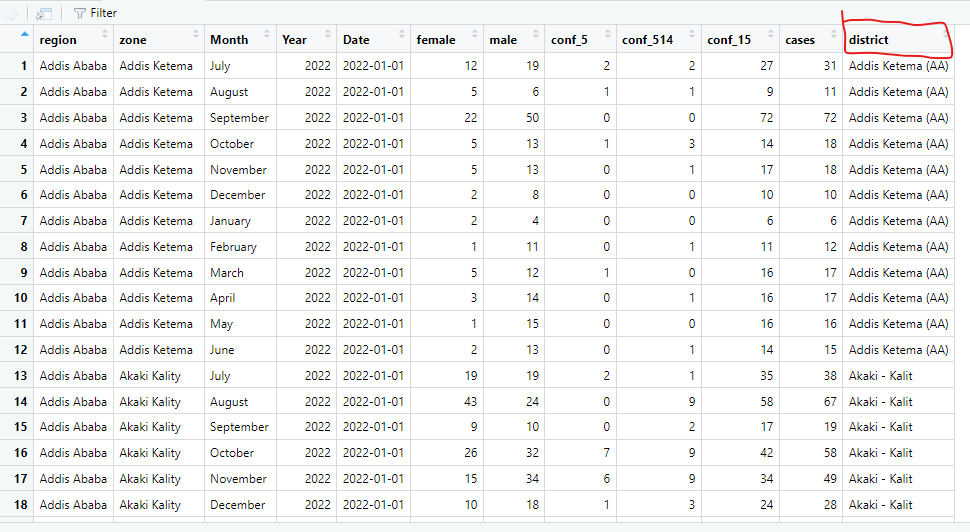 Filter
region zone Month Year Date female male conf_5 conf_514 conf_15 cases district
1 Addis Ababa Addis Ketema July 2022 2022-01-01 12 19 2 2 27 31 Addis Ketema (AA)
2 Addis Ababa Addis Ketema August 2022 2022-01-01 5 6 1 1 9 11 Addis Ketema (AA)
3 Addis Ababa Addis Ketema September 2022 2022-01-01 22 50 0 0 72 72 Addis Ketema (AA)
4 Addis Ababa Addis Ketema October 2022 2022-01-01 5 13 1 3 14 18 Addis Ketema (AA)
5 Addis Ababa Addis Ketema November 2022 2022-01-01 5 13 0 1 17 18 Addis Ketema (AA)
6 Addis Ababa Addis Ketema December 2022 2022-01-01 2 8 0 0 10 10 Addis Ketema (AA)
7 Addis Ababa Addis Ketema January 2022 2022-01-01 2 4 0 0 6 6 Addis Ketema (AA)
8 Addis Ababa Addis Ketema February 2022 2022-01-01 1 11 0 1 11 12 Addis Ketema (AA)
9 Addis Ababa Addis Ketema March 2022 2022-01-01 5 12 1 0 16 17 Addis Ketema (AA)
10 Addis Ababa Addis Ketema April 2022 2022-01-01 3 14 0 1 16 17 Addis Ketema (AA)
11 Addis Ababa Addis Ketema May 2022 2022-01-01 1 15 0 0 16 16 Addis Ketema (AA)
12 Addis Ababa Addis Ketema June 2022 2022-01-01 2 13 0 1 14 15 Addis Ketema (AA)
13 Addis Ababa Akaki Kality July 2022 2022-01-01 19 19 2 1 35 38 Akaki - Kalit
14 Addis Ababa Akaki Kality August 2022 2022-01-01 43 24 0 9 58 67 Akaki - Kalit
15 Addis Ababa Akaki Kality September 2022 2022-01-01 9 10 0 2 17 19 Akaki - Kalit
16 Addis Ababa Akaki Kality October 2022 2022-01-01 26 32 7 9 42 58 Akaki - Kalit
17 Addis Ababa Akaki Kality November 2022 2022-01-01 15 34 6 9 34 49 Akaki - Kalit
18 Addis Ababa Akaki Kality December 2022 2022-01-01 10 18 1 3 24 28 Akaki - Kalit